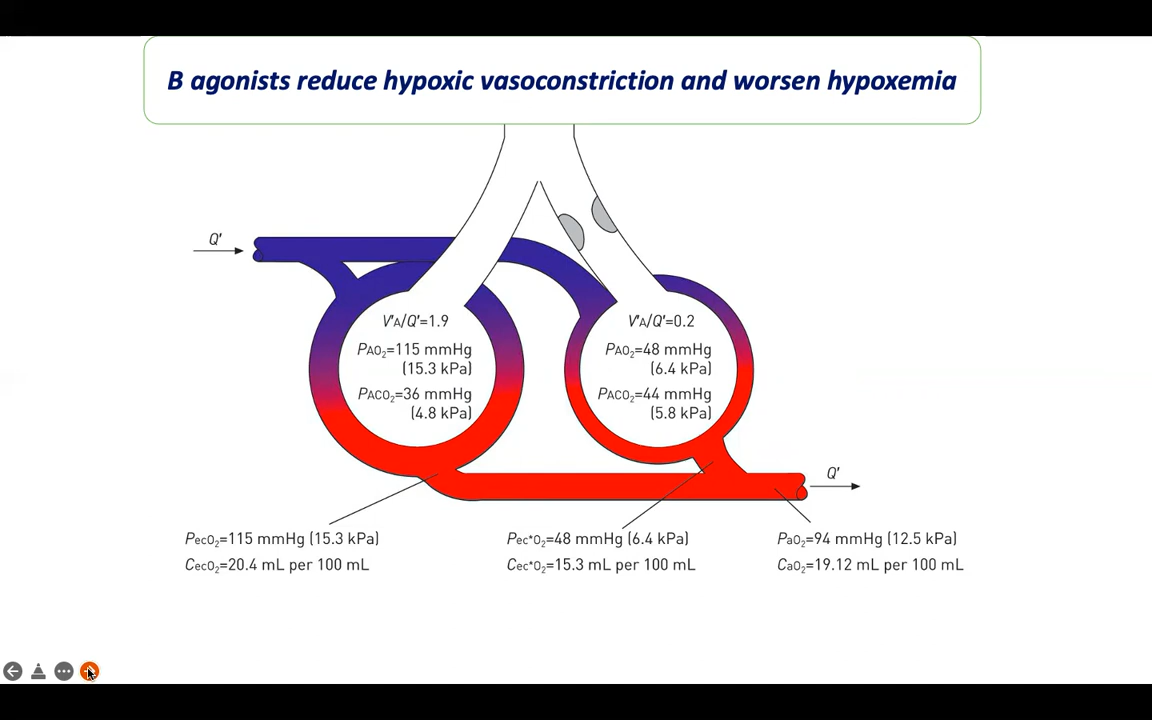 B agonists reduce hypoxic vasoconstriction and worsen hypoxemia
Q′
V′A/Q′=1.9
PAO₂=115 mmHg
(15.3 kPa)
PACO₂=36 mmHg
(4.8 kPa)
V′A/Q′=0.2
PAO₂=48 mmHg
(6.4 kPa)
PACO₂=44 mmHg
(5.8 kPa)
Q′
PecO₂=115 mmHg (15.3 kPa)
CecO₂=20.4 mL per 100 mL
Pec*O₂=48 mmHg (6.4 kPa)
Cec*O₂=15.3 mL per 100 mL
PaO₂=94 mmHg (12.5 kPa)
CaO₂=19.12 mL per 100 mL